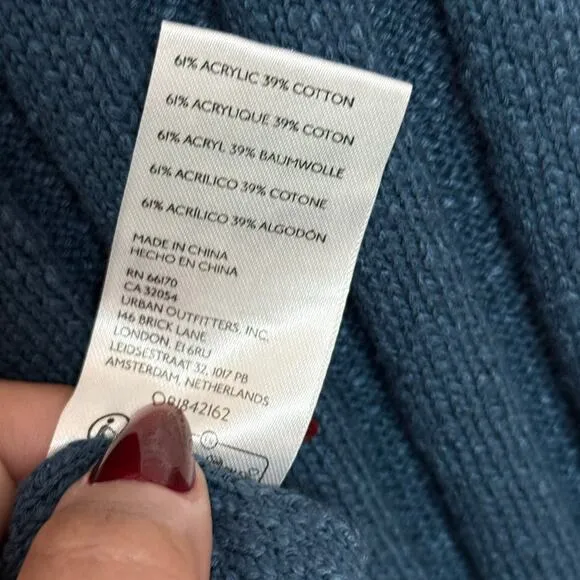 61% ACRYLIC 39% COTTON
61% ACRYLIQUE 39% COTON
61% ACRYL 39% BAUMWOLLE
61% ACRILICO 39% COTONE
61% ACRÍLICO 39% ALGODÓN
MADE IN CHINA
HECHO EN CHINA
RN 66170
CA 32054
URBAN OUTFITTERS, INC.
146 BRICK LANE
LONDON, E1 6RU
LEIDSESTRAAT 32, 1017 PB
AMSTERDAM, NETHERLANDS